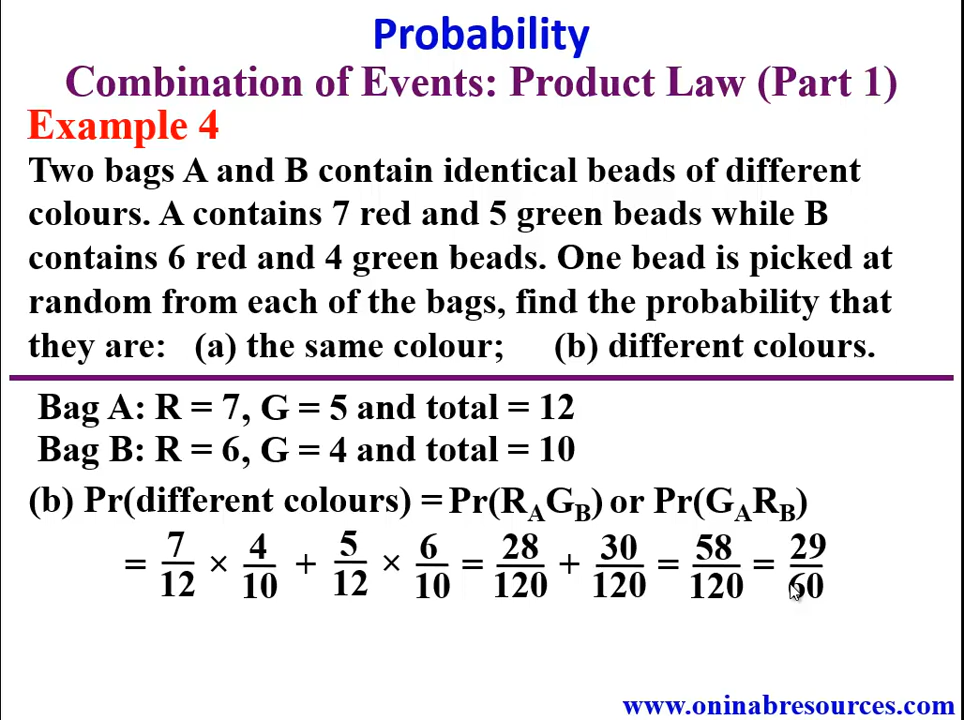 Probability
Combination of Events: Product Law (Part 1)
Example 4
Two bags A and B contain identical beads of different
colours. A contains 7 red and 5 green beads while B
contains 6 red and 4 green beads. One bead is picked at
random from each of the bags, find the probability that
they are: (a) the same colour; (b) different colours.
Bag A: R = 7, G = 5 and total = 12
Bag B: R = 6, G = 4 and total = 10
(b) Pr(different colours) = Pr(R_A G_B) or Pr(G_A R_B)
= 7/12 × 4/10 + 5/12 × 6/10 = 28/120 + 30/120 = 58/120 = 29/60
www.oninabresources.com